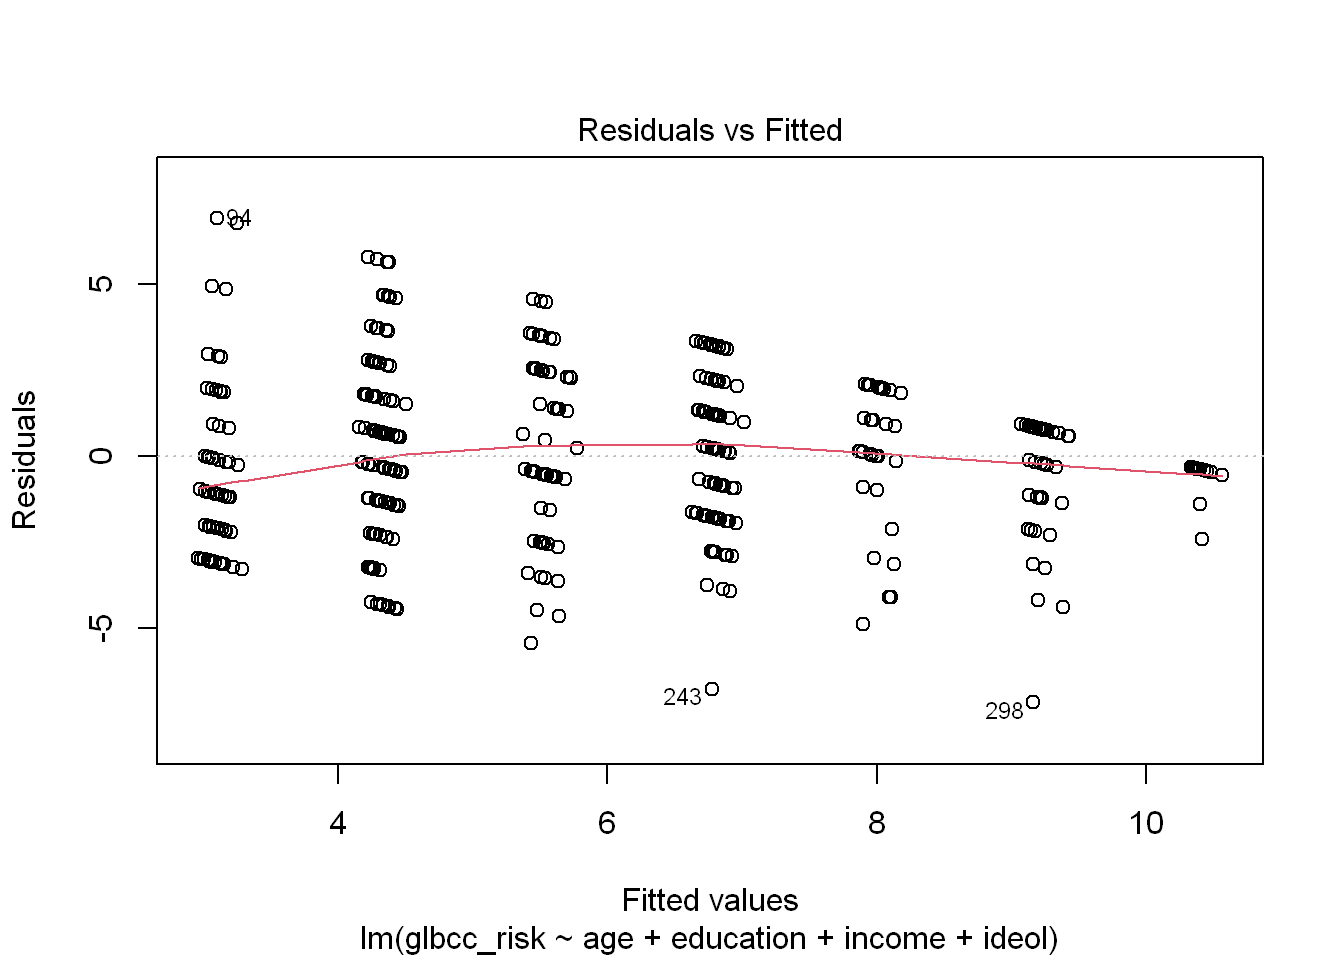 Residuals vs Fitted
94
243
298
5
0
-5
Residuals
4 6 8 10
Fitted values
lm(glbcc_risk ~ age + education + income + ideol)